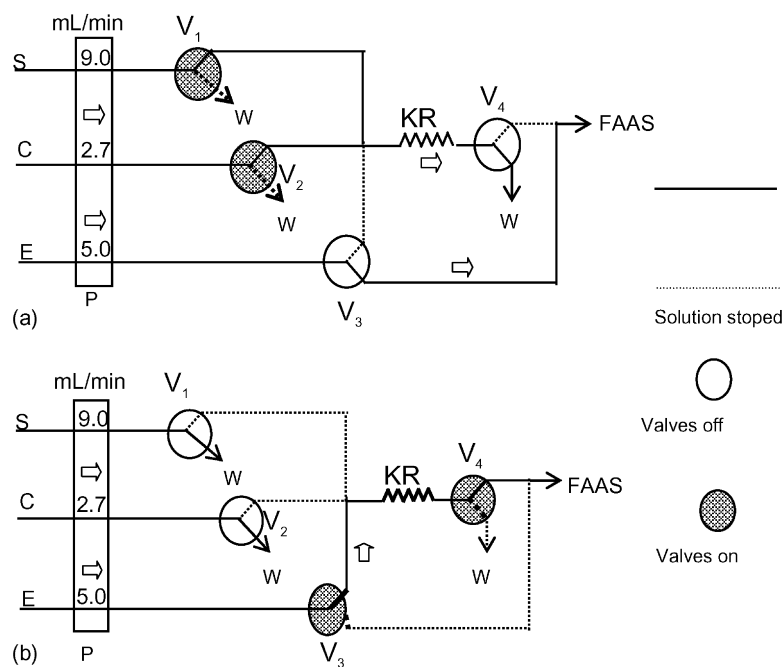 mL/min
V1
S 9.0
W
V4
KR
FAAS
C 2.7
V2
W
W
E 5.0
P
V3
(a)
Solution stoped
Valves off
mL/min
V1
S 9.0
W
V4
KR
FAAS
C 2.7
V2
W
W
Valves on
E 5.0
P
V3
(b)